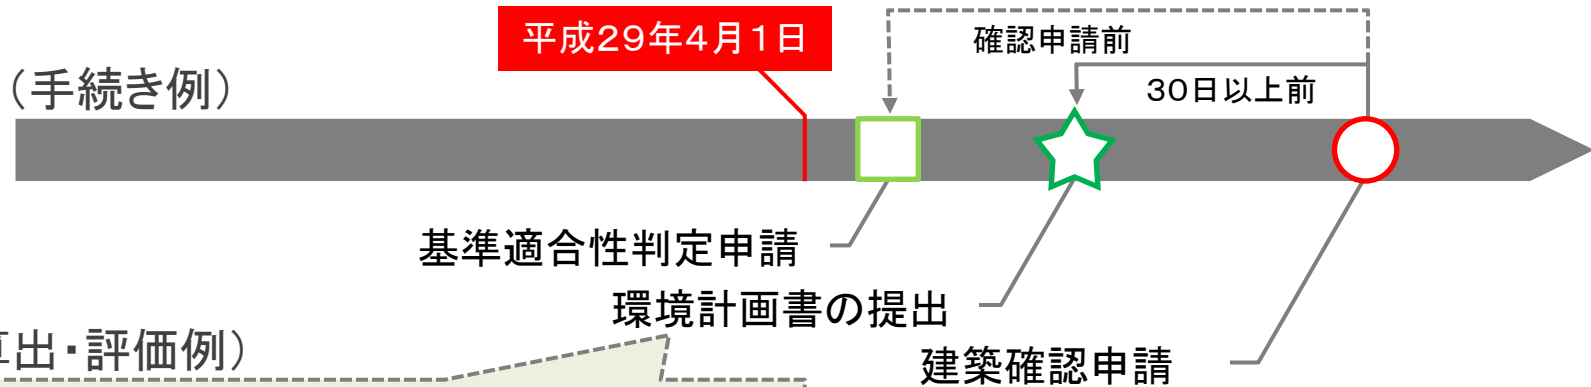 平成29年4月1日
確認申請前
(手続き例)
30日以上前
基準適合性判定申請
環境計画書の提出
出・評価例)
建築確認申請